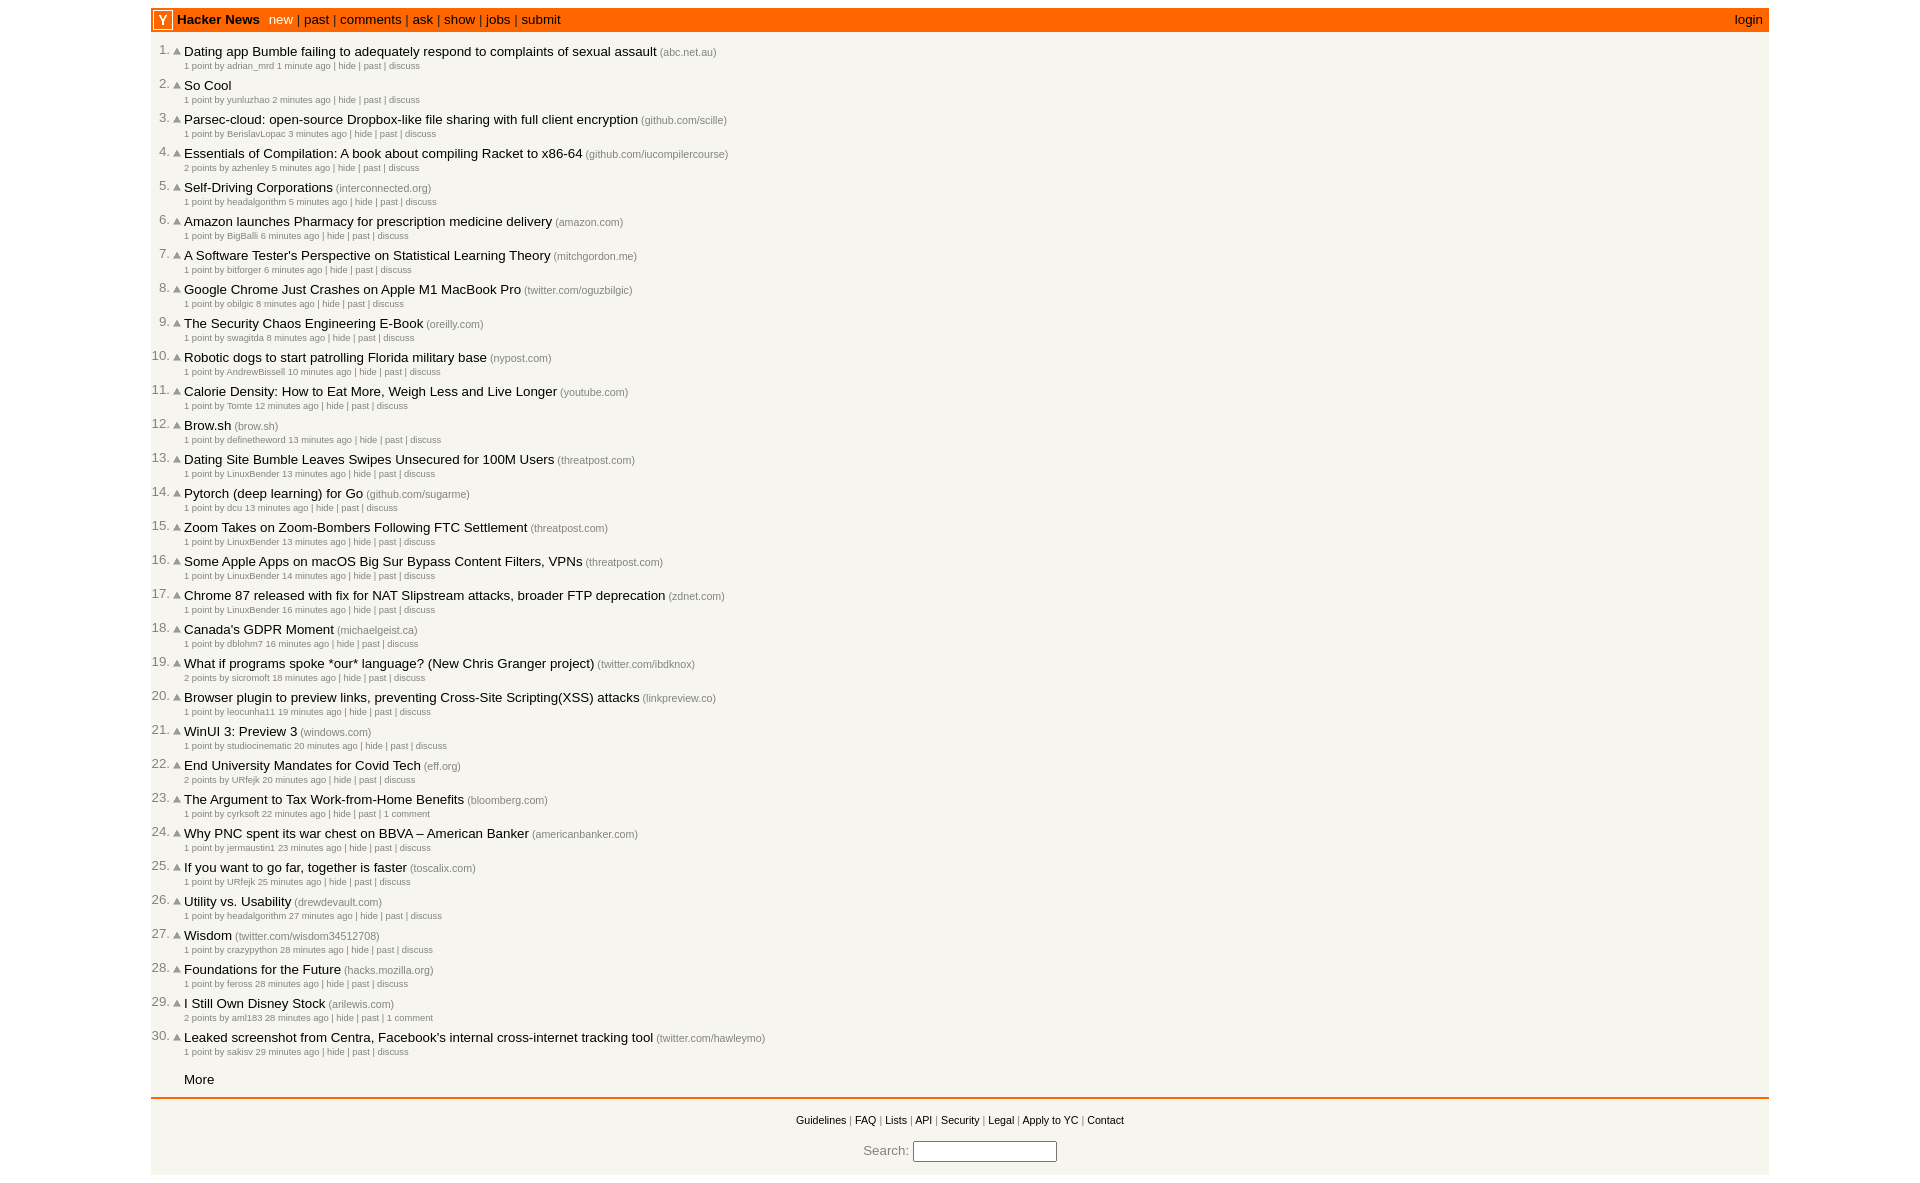 Y Hacker News new | past | comments | ask | show | jobs | submit login
1. Dating app Bumble failing to adequately respond to complaints of sexual assault (abc.net.au)
1 point by adrian_mrd 1 minute ago | hide | past | discuss
2. So Cool
1 point by yunluzhao 2 minutes ago | hide | past | discuss
3. Parsec-cloud: open-source Dropbox-like file sharing with full client encryption (github.com/scille)
1 point by BerislavLopac 3 minutes ago | hide | past | discuss
4. Essentials of Compilation: A book about compiling Racket to x86-64 (github.com/iucompilercourse)
2 points by azhenley 5 minutes ago | hide | past | discuss
5. Self-Driving Corporations (interconnected.org)
1 point by headalgorithm 5 minutes ago | hide | past | discuss
6. Amazon launches Pharmacy for prescription medicine delivery (amazon.com)
1 point by BigBalli 6 minutes ago | hide | past | discuss
7. A Software Tester's Perspective on Statistical Learning Theory (mitchgordon.me)
1 point by bitforger 6 minutes ago | hide | past | discuss
8. Google Chrome Just Crashes on Apple M1 MacBook Pro (twitter.com/oguzbilgic)
1 point by obilgic 8 minutes ago | hide | past | discuss
9. The Security Chaos Engineering E-Book (oreilly.com)
1 point by swagitda 8 minutes ago | hide | past | discuss
10. Robotic dogs to start patrolling Florida military base (nypost.com)
1 point by AndrewBissell 10 minutes ago | hide | past | discuss
11. Calorie Density: How to Eat More, Weigh Less and Live Longer (youtube.com)
1 point by Tomte 12 minutes ago | hide | past | discuss
12. Brow.sh (brow.sh)
1 point by definetheword 13 minutes ago | hide | past | discuss
13. Dating Site Bumble Leaves Swipes Unsecured for 100M Users (threatpost.com)
1 point by LinuxBender 13 minutes ago | hide | past | discuss
14. Pytorch (deep learning) for Go (github.com/sugarme)
1 point by dcu 13 minutes ago | hide | past | discuss
15. Zoom Takes on Zoom-Bombers Following FTC Settlement (threatpost.com)
1 point by LinuxBender 13 minutes ago | hide | past | discuss
16. Some Apple Apps on macOS Big Sur Bypass Content Filters, VPNs (threatpost.com)
1 point by LinuxBender 14 minutes ago | hide | past | discuss
17. Chrome 87 released with fix for NAT Slipstream attacks, broader FTP deprecation (zdnet.com)
1 point by LinuxBender 16 minutes ago | hide | past | discuss
18. Canada's GDPR Moment (michaelgeist.ca)
1 point by dblohm7 16 minutes ago | hide | past | discuss
19. What if programs spoke *our* language? (New Chris Granger project) (twitter.com/ibdknox)
2 points by sicromoft 18 minutes ago | hide | past | discuss
20. Browser plugin to preview links, preventing Cross-Site Scripting(XSS) attacks (linkpreview.co)
1 point by leocunha11 19 minutes ago | hide | past | discuss
21. WinUI 3: Preview 3 (windows.com)
1 point by studiocinematic 20 minutes ago | hide | past | discuss
22. End University Mandates for Covid Tech (eff.org)
2 points by URfejk 20 minutes ago | hide | past | discuss
23. The Argument to Tax Work-from-Home Benefits (bloomberg.com)
1 point by cyrksoft 22 minutes ago | hide | past | 1 comment
24. Why PNC spent its war chest on BBVA – American Banker (americanbanker.com)
1 point by jermaustin1 23 minutes ago | hide | past | discuss
25. If you want to go far, together is faster (toscalix.com)
1 point by URfejk 25 minutes ago | hide | past | discuss
26. Utility vs. Usability (drewdevault.com)
1 point by headalgorithm 27 minutes ago | hide | past | discuss
27. Wisdom (twitter.com/wisdom34512708)
1 point by crazypython 28 minutes ago | hide | past | discuss
28. Foundations for the Future (hacks.mozilla.org)
1 point by feross 28 minutes ago | hide | past | discuss
29. I Still Own Disney Stock (arilewis.com)
2 points by aml183 28 minutes ago | hide | past | 1 comment
30. Leaked screenshot from Centra, Facebook's internal cross-internet tracking tool (twitter.com/hawleymo)
1 point by sakisv 29 minutes ago | hide | past | discuss
More
Guidelines | FAQ | Lists | API | Security | Legal | Apply to YC | Contact
Search: